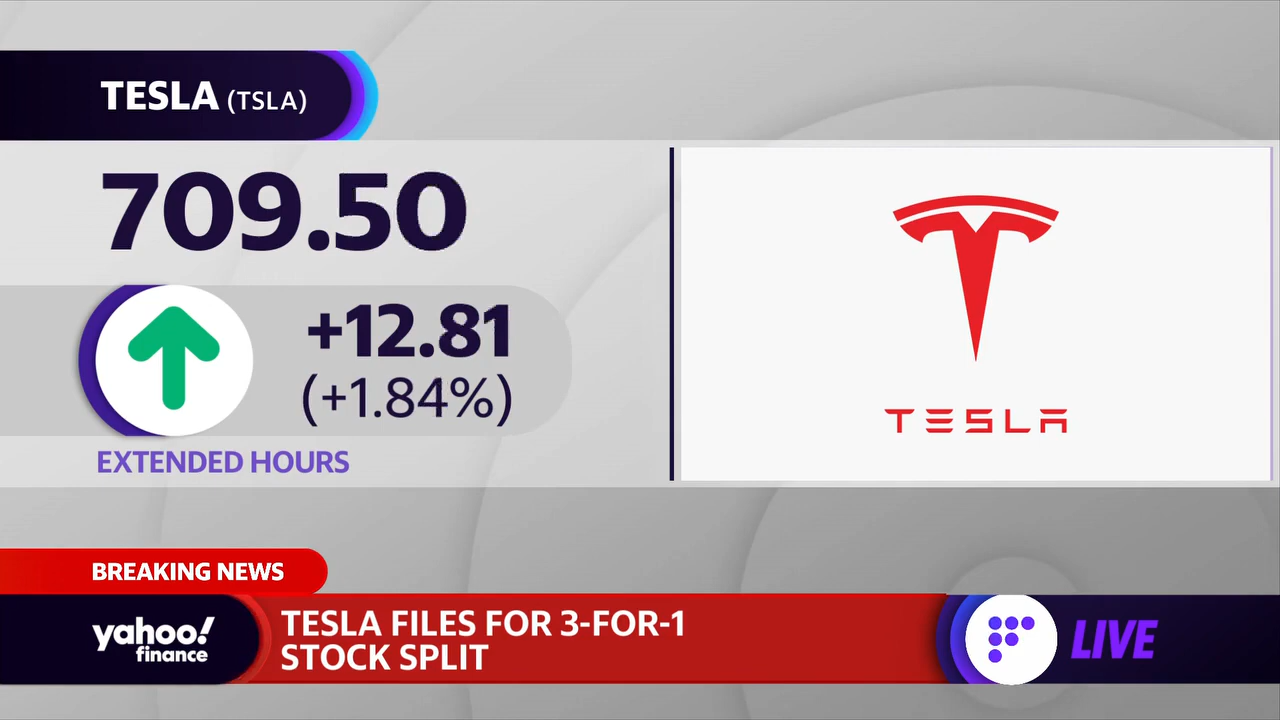 TESLA (TSLA)
709.50
+12.81
(+1.84%)
EXTENDED HOURS
TESLA
BREAKING NEWS
yahoo!
finance
TESLA FILES FOR 3-FOR-1
STOCK SPLIT
LIVE